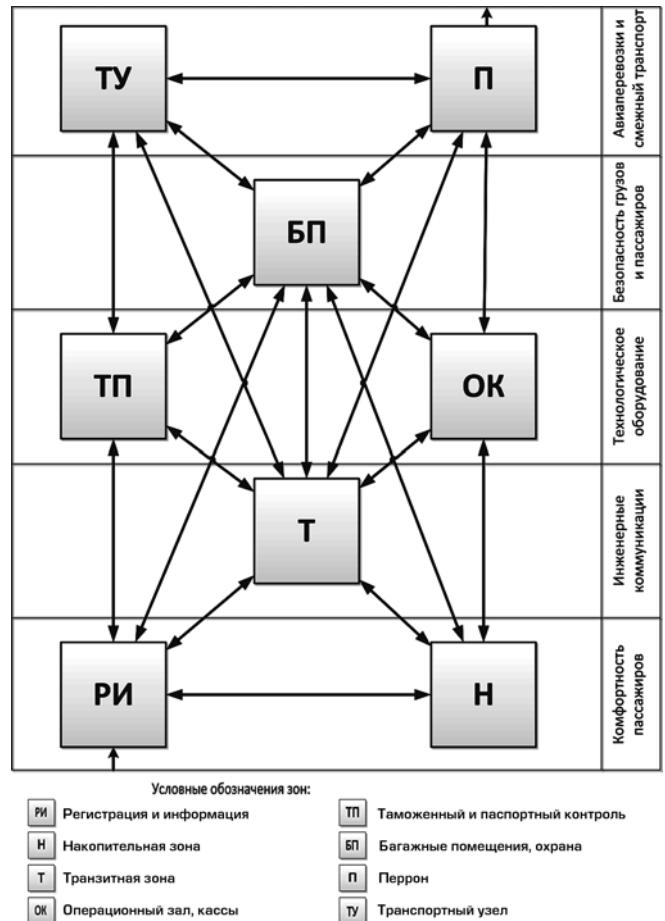 ТУ
П
Авиаперевозки и
смежный транспорт
БП
Безопасность грузов
и пассажиров
ТП
ОК
Технологическое
оборудование
Т
Инженерные
коммуникации
РИ
Н
Комфортность
пассажиров
Условные обозначения зон:
РИ Регистрация и информация
Н Накопительная зона
Т Транзитная зона
ОК Операционный зал, кассы
ТП Таможенный и паспортный контроль
БП Багажные помещения, охрана
П Перрон
ТУ Транспортный узел